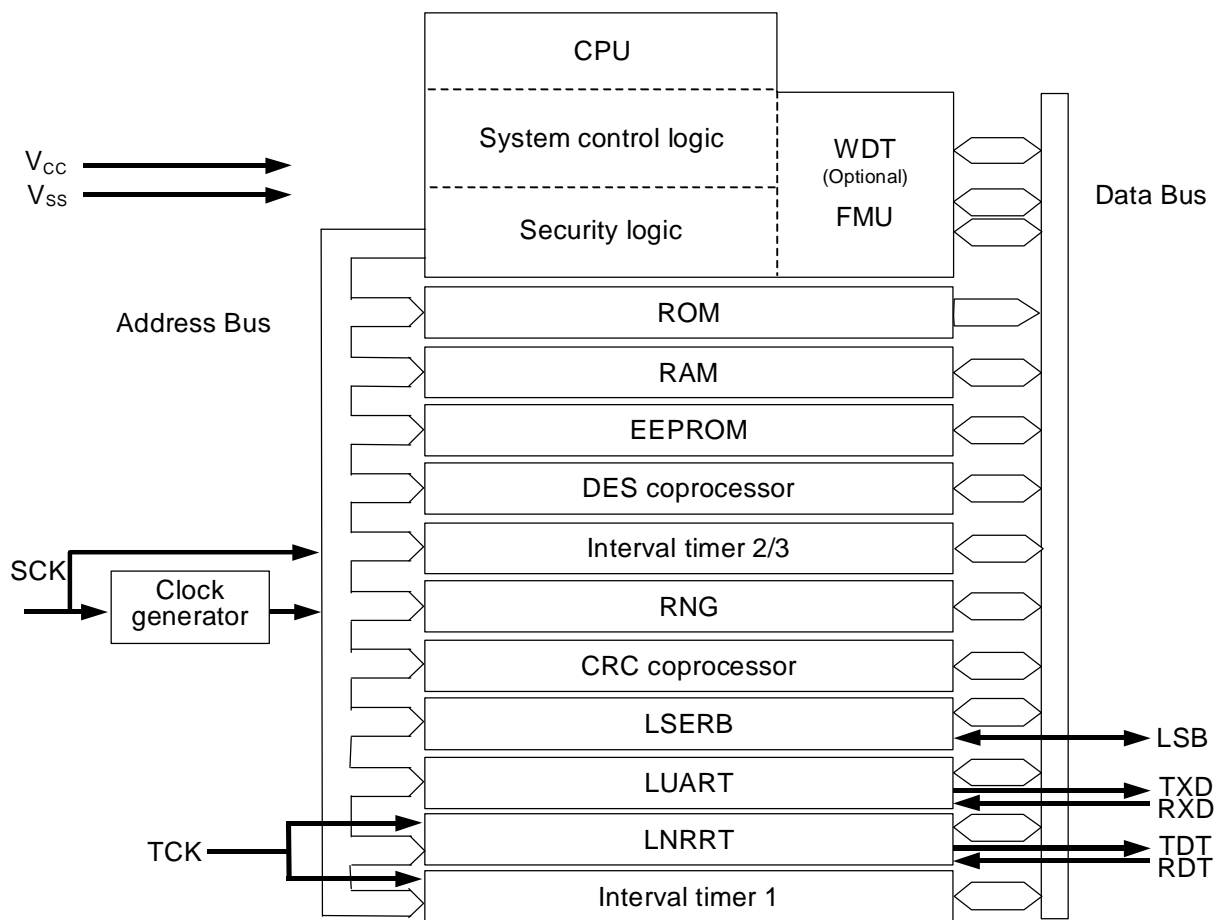 CPU
System control logic
WDT
(Optional)
FMU
Security logic
VCC
VSS
Data Bus
Address Bus
ROM
RAM
EEPROM
DES coprocessor
Interval timer 2/3
SCK
Clock
generator
RNG
CRC coprocessor
LSERB
LSB
LUART
TXD
RXD
TCK
LNRRT
TDT
RDT
Interval timer 1